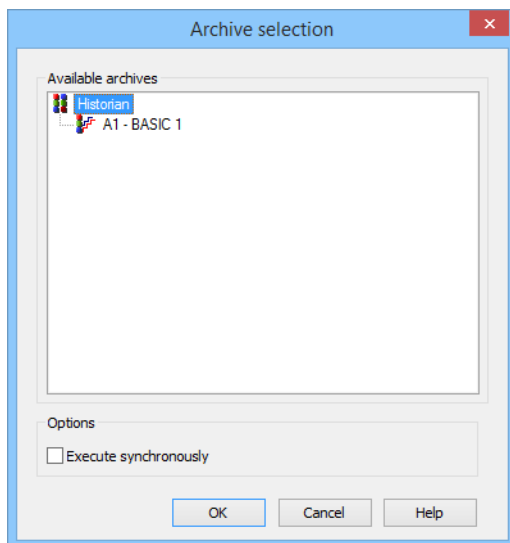 Archive selection
Available archives
Historian
A1 - BASIC 1
Options
Execute synchronously
OK Cancel Help